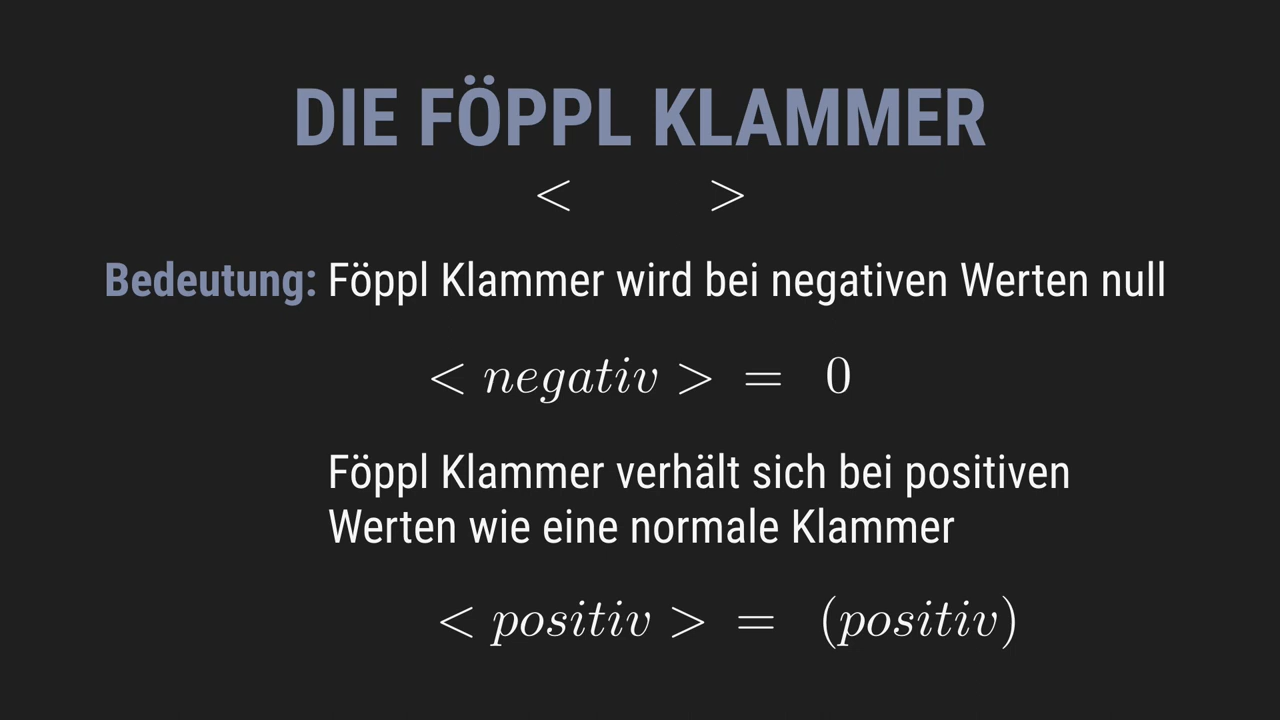 DIE FÖPPL KLAMMER
< >
Bedeutung: Föppl Klammer wird bei negativen Werten null
< negativ > = 0
Föppl Klammer verhält sich bei positiven
Werten wie eine normale Klammer
< positiv > = (positiv)